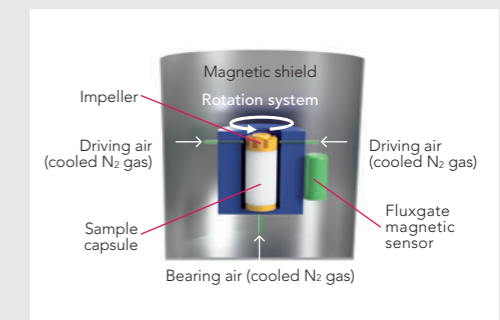 Magnetic shield
Impeller
Rotation system
Driving air
(cooled N₂ gas)
Driving air
(cooled N₂ gas)
Sample
capsule
Fluxgate
magnetic
sensor
Bearing air (cooled N₂ gas)